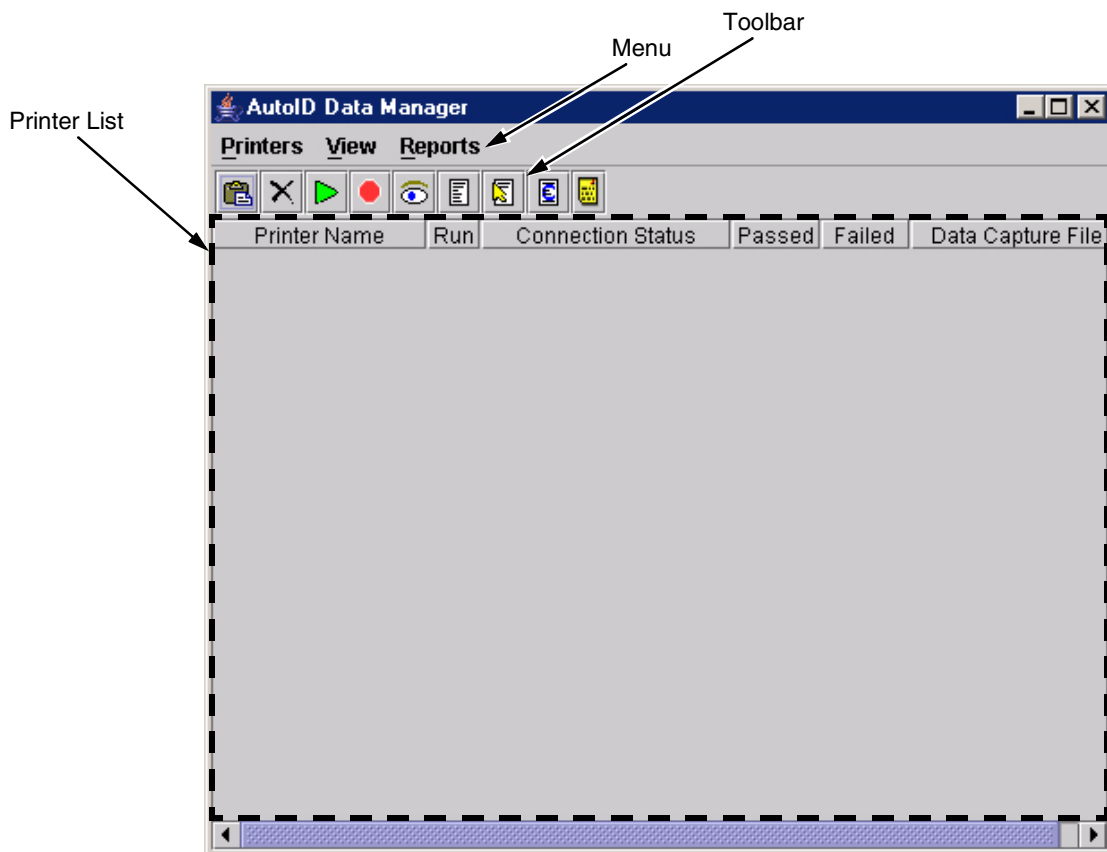 Toolbar
Menu
Printer List
AutoID Data Manager
Printers View Reports
Printer Name Run Connection Status Passed Failed Data Capture File